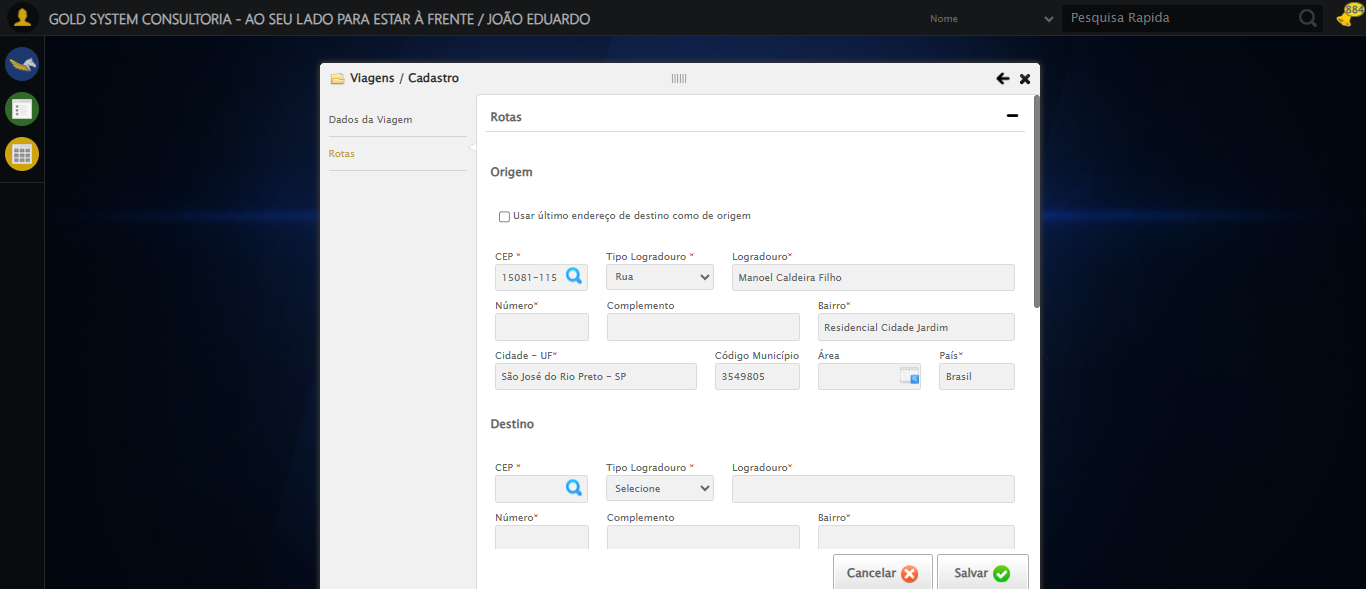 GOLD SYSTEM CONSULTORIA - AO SEU LADO PARA ESTAR À FRENTE / JOÃO EDUARDO
Nome
Pesquisa Rapida
884
Viagens / Cadastro
Dados da Viagem
Rotas
Rotas
Origem
Usar último endereço de destino como de origem
CEP * Tipo Logradouro * Logradouro*
15081-115 Rua Manoel Caldeira Filho
Número* Complemento Bairro*
Residencial Cidade Jardim
Cidade - UF* Código Município Área País*
São José do Rio Preto - SP 3549805 Brasil
Destino
CEP * Tipo Logradouro * Logradouro*
Selecione
Número* Complemento Bairro*
Cancelar Salvar